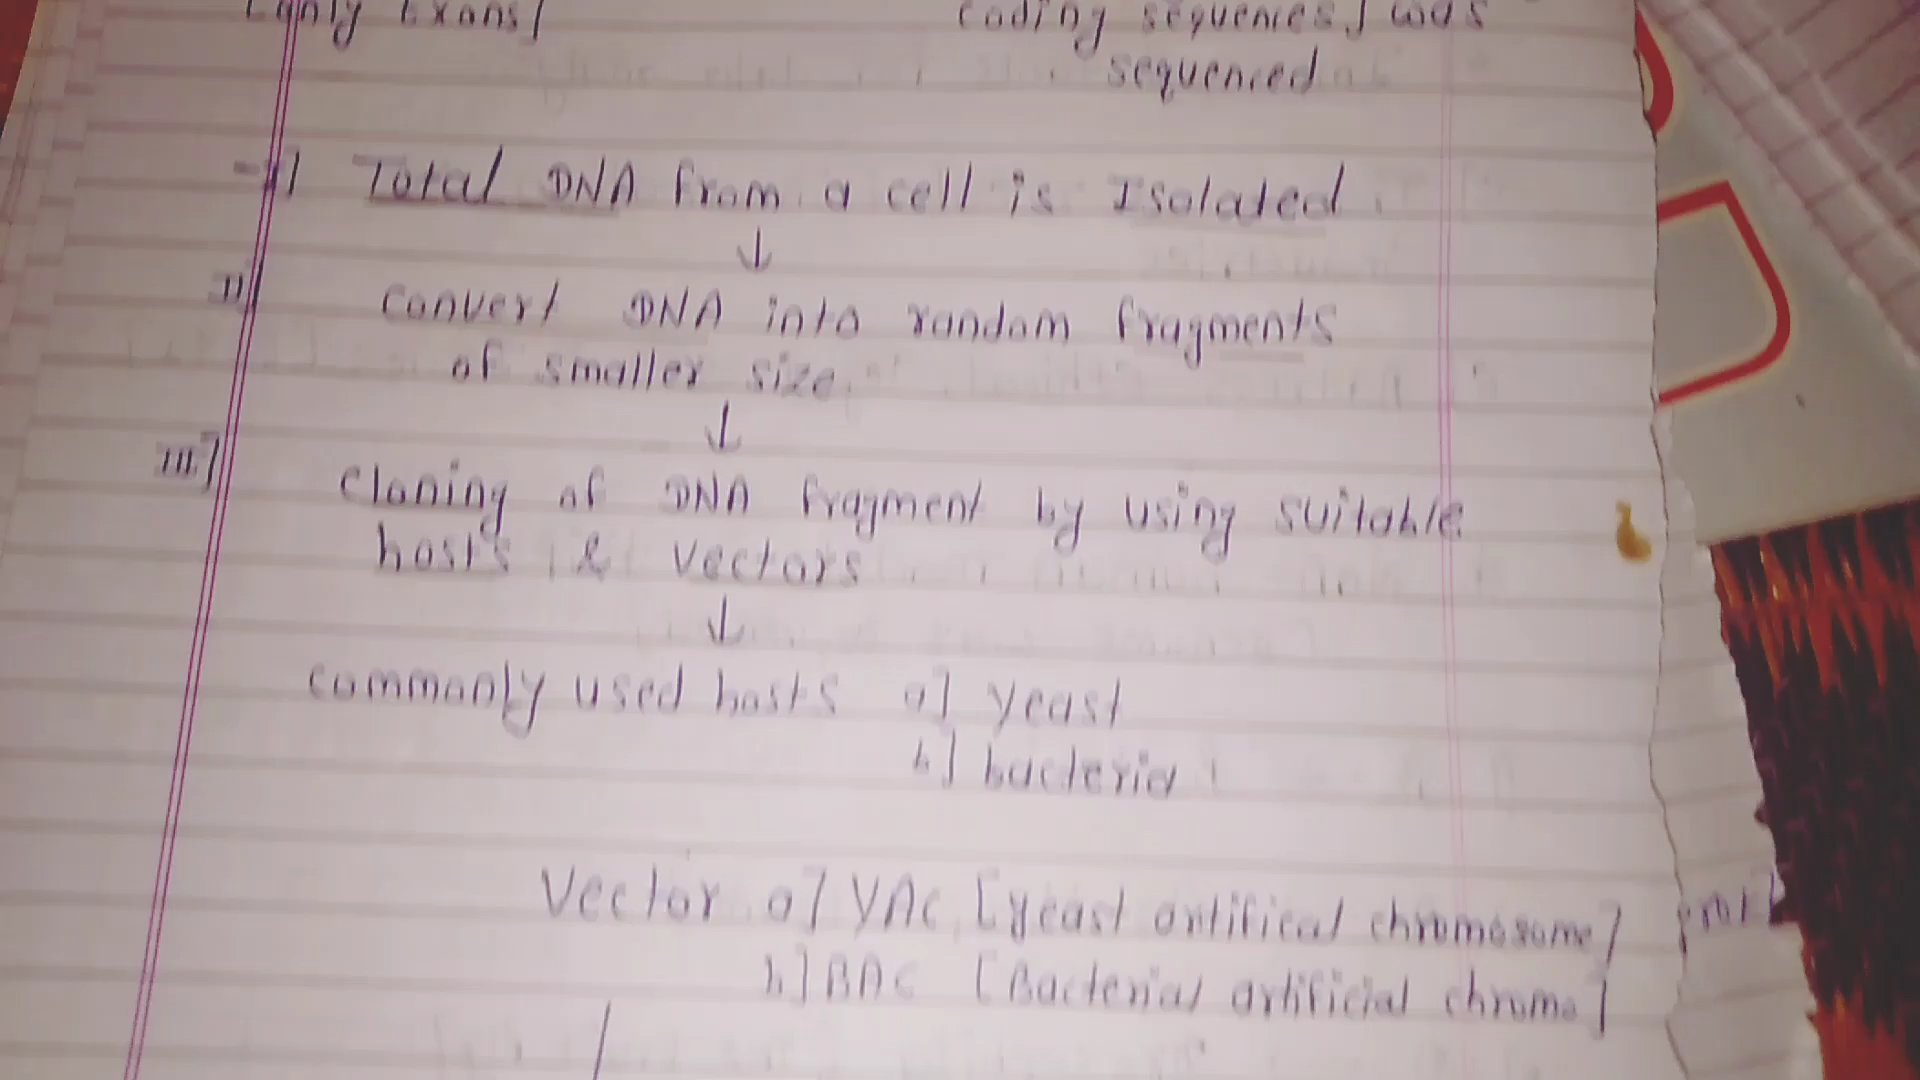 [only Exons]
coding sequences] was
sequenced
I] Total DNA from a cell is Isolated.
↓
II] Convert DNA into random fragments
of smaller size.
↓
III] Cloning of DNA fragment by using suitable
hosts & vectors
↓
commonly used hosts a] yeast
b] bacteria
Vector a] YAC [yeast artifical chromosome]
b] BAC [Bacterial artificial chromo]